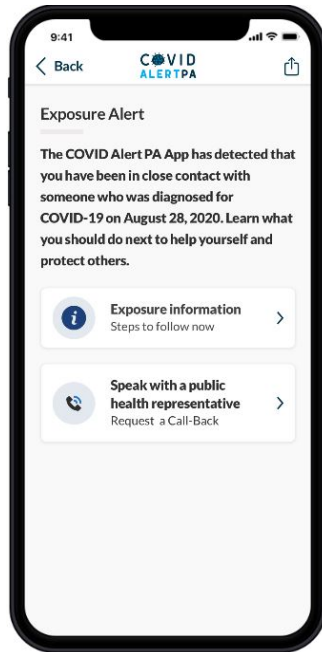 9:41
Back
COVID
ALERTPA
Exposure Alert
The COVID Alert PA App has detected that
you have been in close contact with
someone who was diagnosed for
COVID-19 on August 28, 2020. Learn what
you should do next to help yourself and
protect others.
Exposure information
Steps to follow now
Speak with a public
health representative
Request a Call-Back